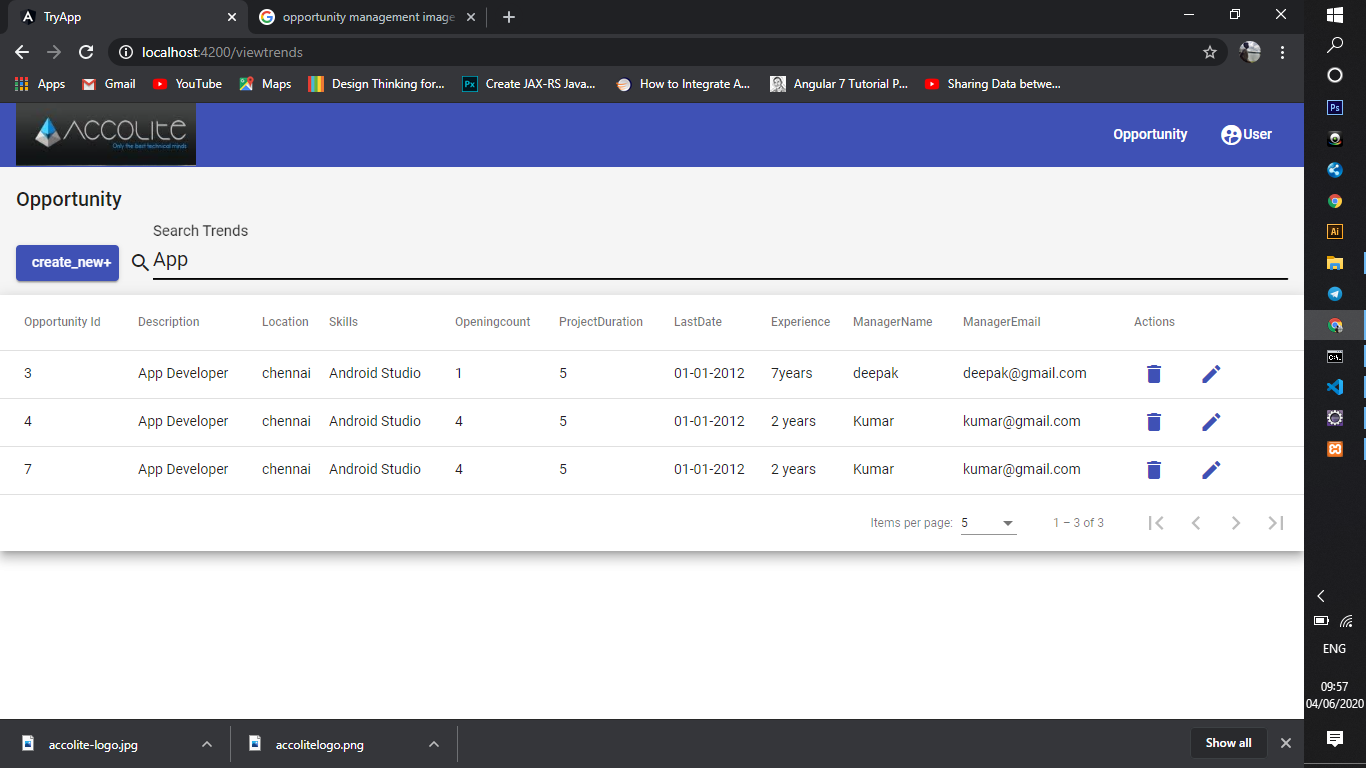 TryApp
opportunity management image
localhost:4200/viewtrends
Apps Gmail YouTube Maps Design Thinking for... Create JAX-RS Java... How to Integrate A... Angular 7 Tutorial P... Sharing Data betwe...
ACCOLITE
Only the best technical minds
Opportunity User
Opportunity
Search Trends
create_new+ App
Opportunity Id Description Location Skills Openingcount ProjectDuration LastDate Experience ManagerName ManagerEmail Actions
3 App Developer chennai Android Studio 1 5 01-01-2012 7years deepak deepak@gmail.com
4 App Developer chennai Android Studio 4 5 01-01-2012 2 years Kumar kumar@gmail.com
7 App Developer chennai Android Studio 4 5 01-01-2012 2 years Kumar kumar@gmail.com
Items per page: 5 1 – 3 of 3
accolite-logo.jpg accolitelogo.png Show all
Ps
Ai
C:\_
ENG
09:57
04/06/2020